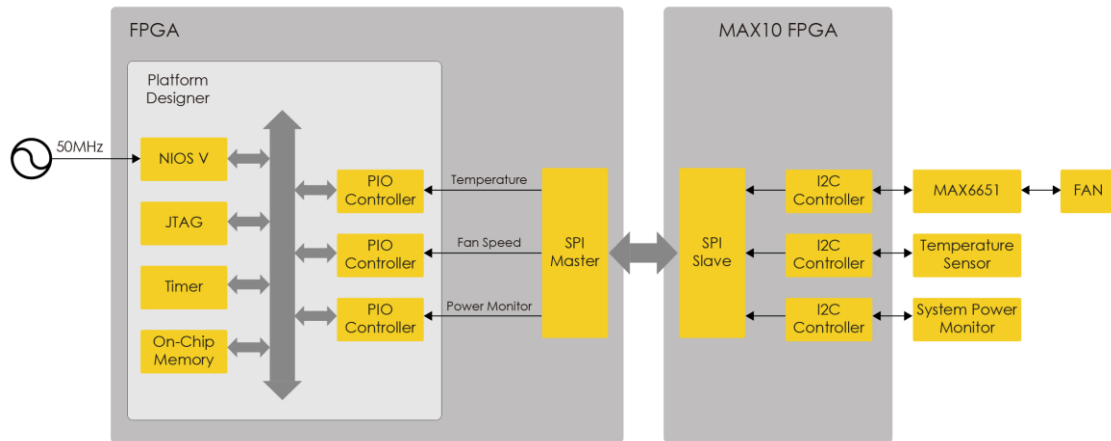 FPGA
MAX10 FPGA
Platform
Designer
50MHz
NIOS V
JTAG
Timer
On-Chip
Memory
PIO
Controller
PIO
Controller
PIO
Controller
Temperature
Fan Speed
Power Monitor
SPI
Master
SPI
Slave
I2C
Controller
I2C
Controller
I2C
Controller
MAX6651
FAN
Temperature
Sensor
System Power
Monitor